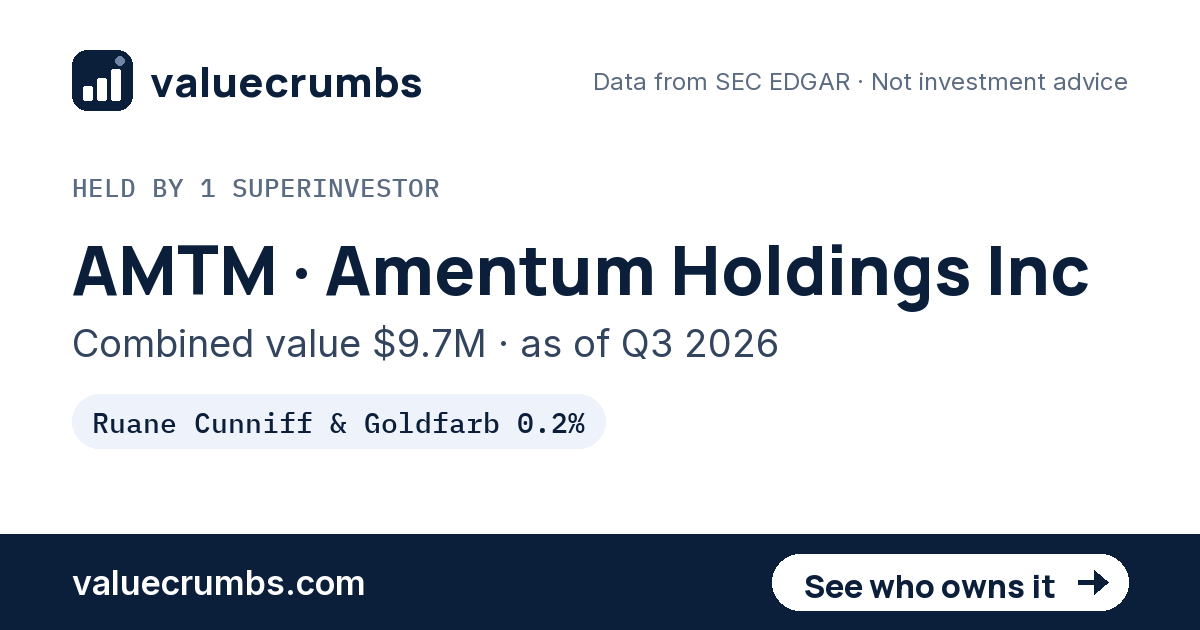 valuecrumbs
Data from SEC EDGAR · Not investment advice
HELD BY 1 SUPERINVESTOR
AMTM · Amentum Holdings Inc
Combined value $9.7M · as of Q3 2026
Ruane Cunniff & Goldfarb 0.2%
valuecrumbs.com
See who owns it →